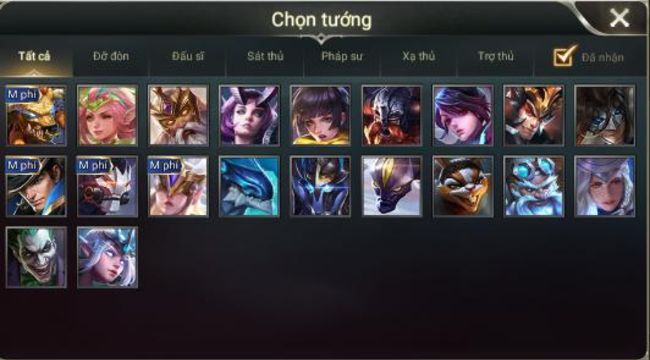 Chọn tướng
Tất cả Đỡ đòn Đấu sĩ Sát thủ Pháp sư Xạ thủ Trợ thủ Đã nhận
M phí
M phí M phí M phí